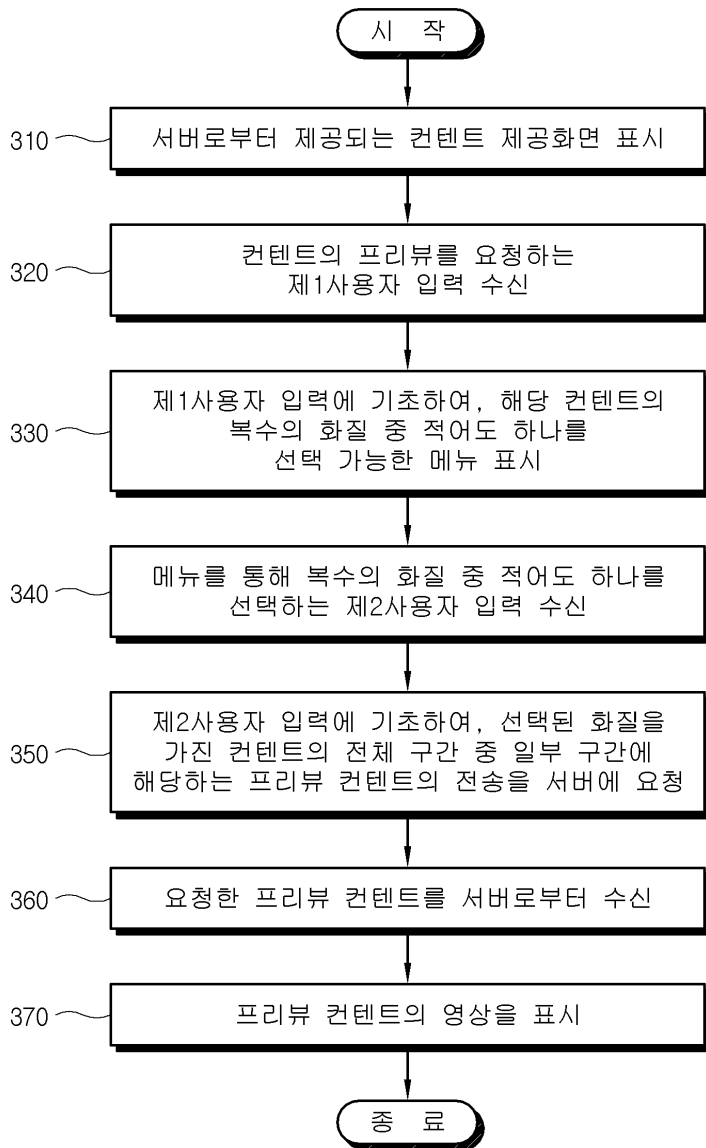 시 작
310 서버로부터 제공되는 컨텐트 제공화면 표시
320 컨텐트의 프리뷰를 요청하는
제1사용자 입력 수신
제1사용자 입력에 기초하여, 해당 컨텐트의
330 복수의 화질 중 적어도 하나를
선택 가능한 메뉴 표시
340 메뉴를 통해 복수의 화질 중 적어도 하나를
선택하는 제2사용자 입력 수신
제2사용자 입력에 기초하여, 선택된 화질을
350 가진 컨텐트의 전체 구간 중 일부 구간에
해당하는 프리뷰 컨텐트의 전송을 서버에 요청
360 요청한 프리뷰 컨텐트를 서버로부터 수신
370 프리뷰 컨텐트의 영상을 표시
종 료